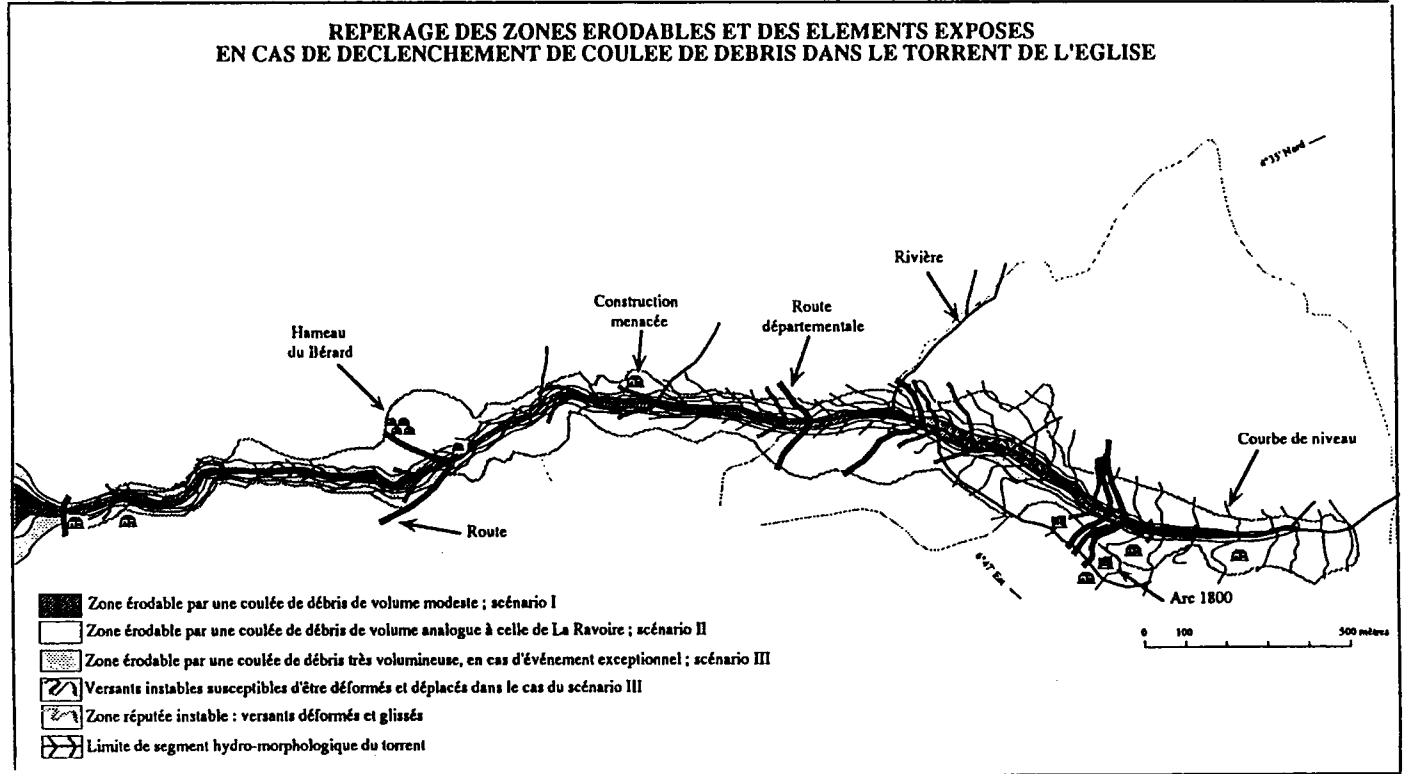 REPERAGE DES ZONES ERODABLES ET DES ELEMENTS EXPOSES
EN CAS DE DECLENCHEMENT DE COULEE DE DEBRIS DANS LE TORRENT DE L'EGLISE
Rivière
Construction
menacée
Route
départementale
Hameau
du Bérard
Courbe de niveau
Route
6°47' Est
Arc 1800
0 100 500 mètres
Zone érodable par une coulée de débris de volume modeste ; scénario I
Zone érodable par une coulée de débris de volume analogue à celle de La Ravoire ; scénario II
Zone érodable par une coulée de débris très volumineuse, en cas d'événement exceptionnel ; scénario III
Versants instables susceptibles d'être déformés et déplacés dans le cas du scénario III
Zone réputée instable : versants déformés et glissés
Limite de segment hydro-morphologique du torrent